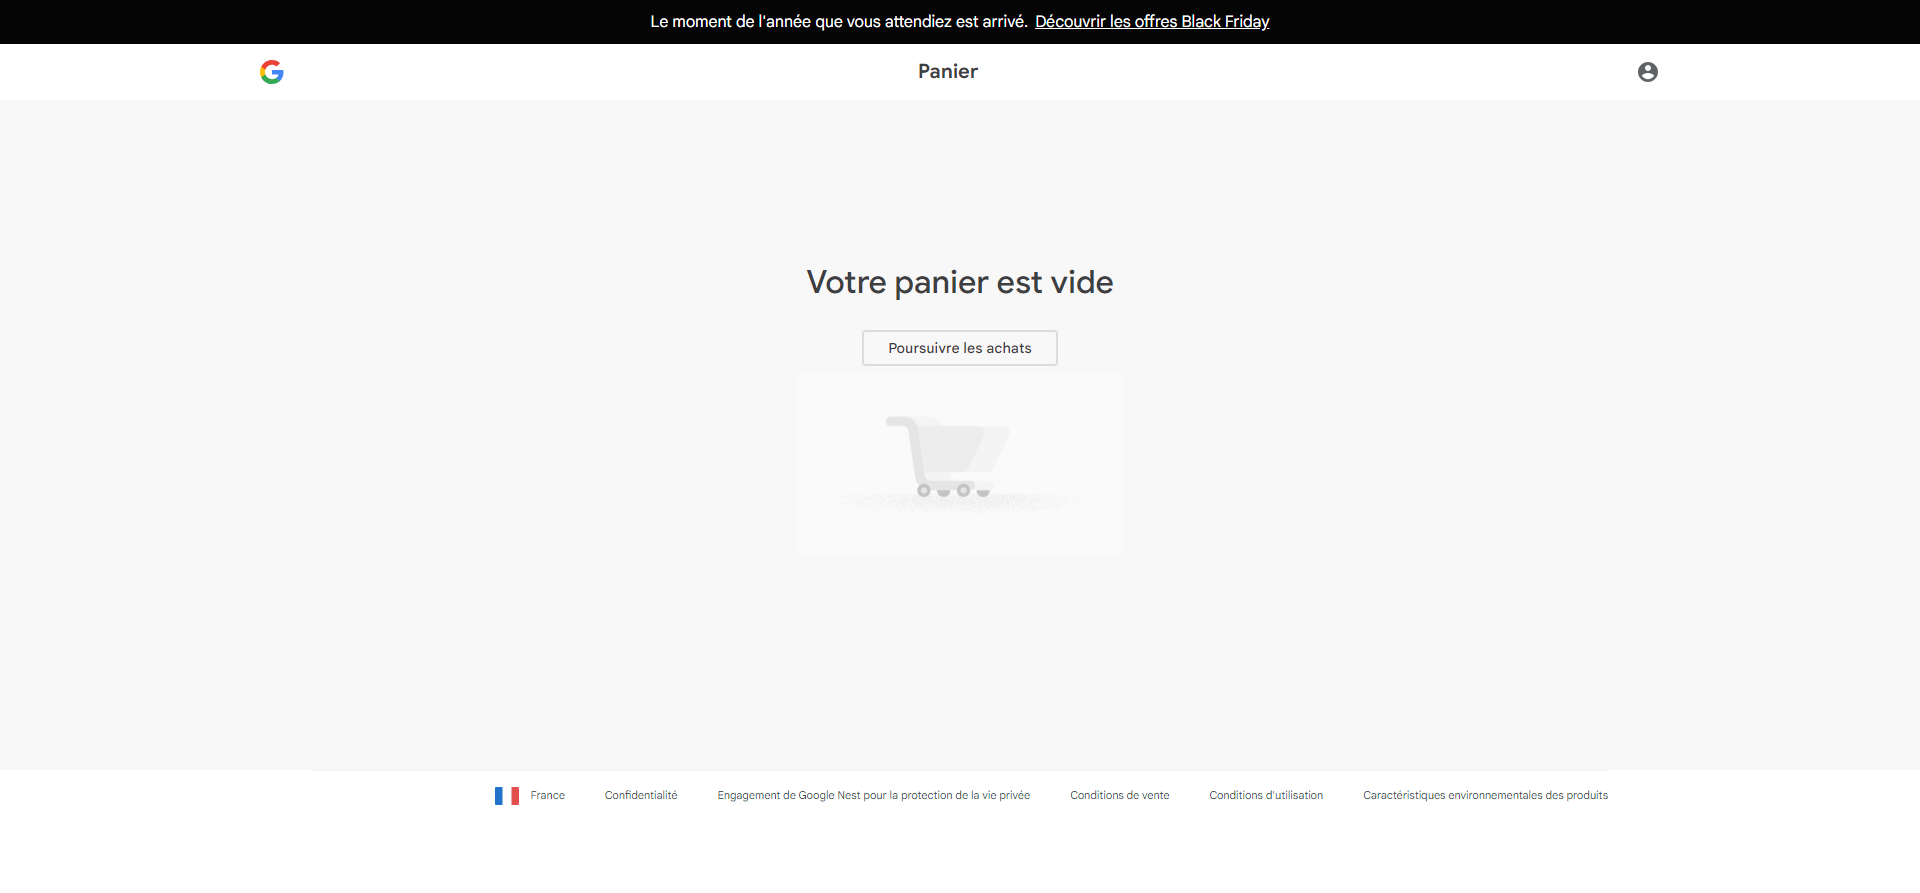 Le moment de l'année que vous attendiez est arrivé. Découvrir les offres Black Friday
Panier
Votre panier est vide
Poursuivre les achats
France Confidentialité Engagement de Google Nest pour la protection de la vie privée Conditions de vente Conditions d'utilisation Caractéristiques environnementales des produits